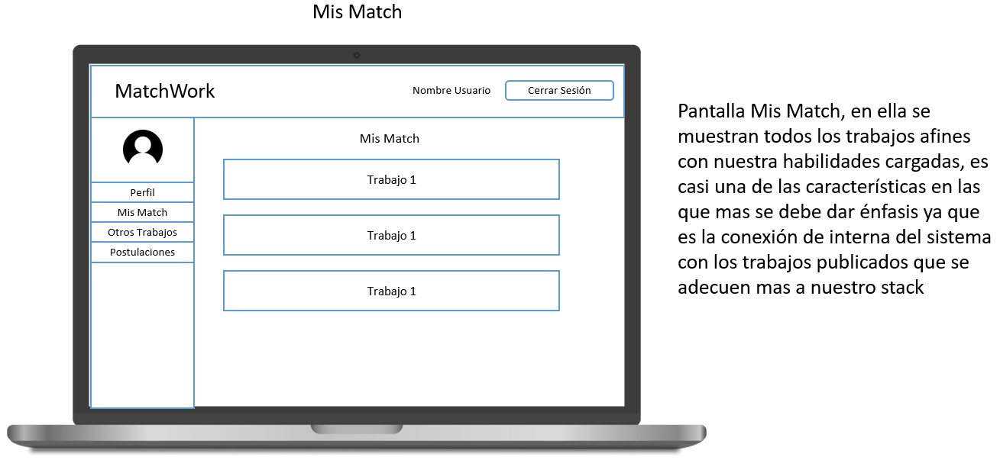 Mis Match
MatchWork
Nombre Usuario
Cerrar Sesión
Perfil
Mis Match
Otros Trabajos
Postulaciones
Mis Match
Trabajo 1
Trabajo 1
Trabajo 1
Pantalla Mis Match, en ella se
muestran todos los trabajos afines
con nuestra habilidades cargadas, es
casi una de las características en las
que mas se debe dar énfasis ya que
es la conexión de interna del sistema
con los trabajos publicados que se
adecuen mas a nuestro stack